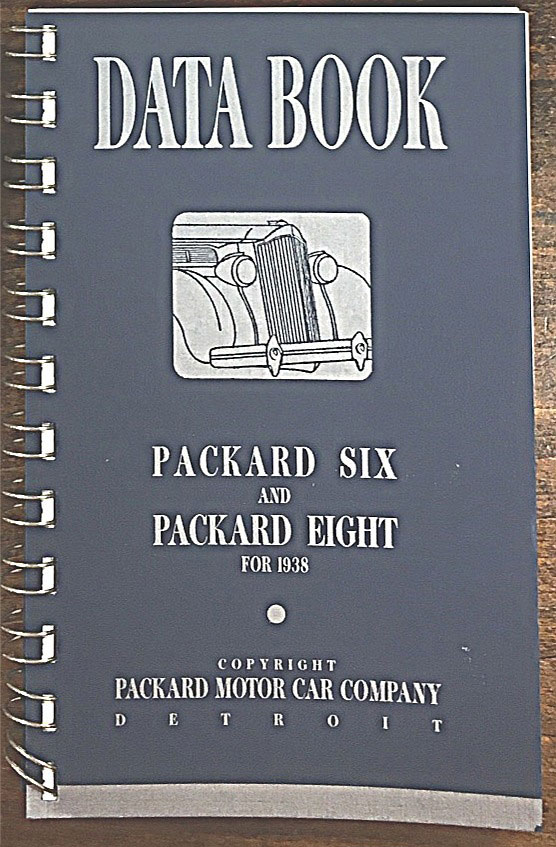 DATA BOOK
PACKARD SIX
AND
PACKARD EIGHT
FOR 1938
COPYRIGHT
PACKARD MOTOR CAR COMPANY
DETROIT